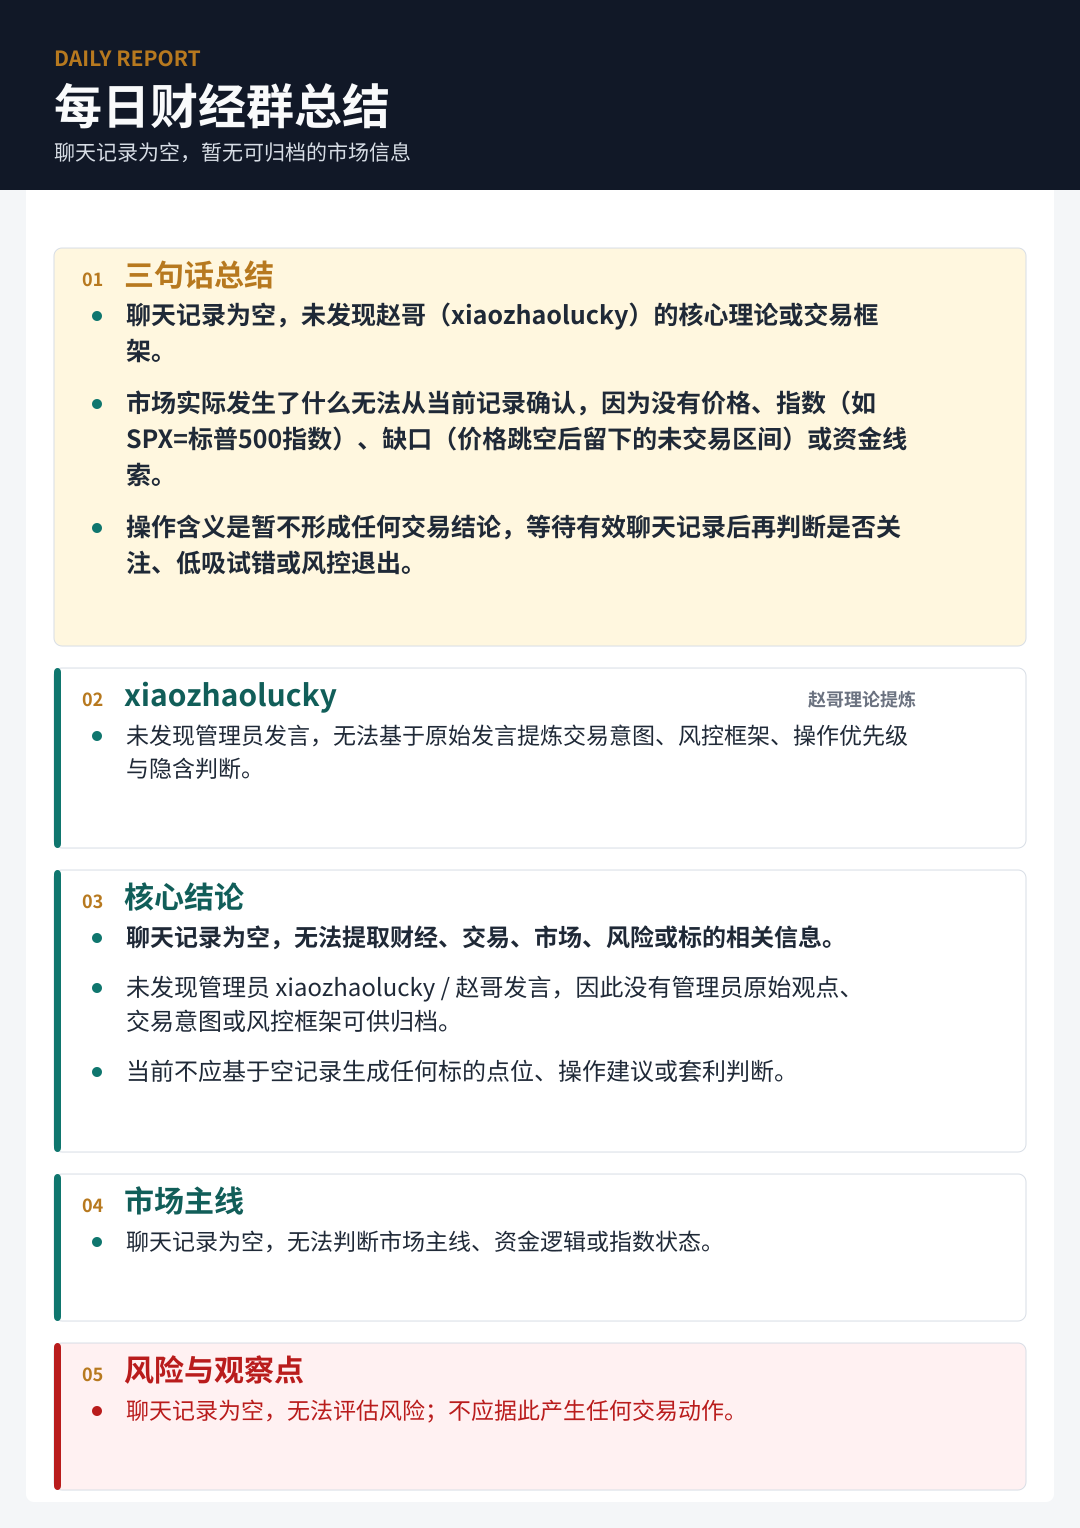 DAILY REPORT
每日财经群总结
聊天记录为空，暂无可归档的市场信息
01 三句话总结
聊天记录为空，未发现赵哥（xiaozhaolucky）的核心理论或交易框
架。
市场实际发生了什么无法从当前记录确认，因为没有价格、指数（如
SPX=标普500指数）、缺口（价格跳空后留下的未交易区间）或资金线
索。
操作含义是暂不形成任何交易结论，等待有效聊天记录后再判断是否关
注、低吸试错或风控退出。
02 xiaozhaolucky 赵哥理论提炼
未发现管理员发言，无法基于原始发言提炼交易意图、风控框架、操作优先级
与隐含判断。
03 核心结论
聊天记录为空，无法提取财经、交易、市场、风险或标的相关信息。
未发现管理员 xiaozhaolucky / 赵哥发言，因此没有管理员原始观点、
交易意图或风控框架可供归档。
当前不应基于空记录生成任何标的点位、操作建议或套利判断。
04 市场主线
聊天记录为空，无法判断市场主线、资金逻辑或指数状态。
05 风险与观察点
聊天记录为空，无法评估风险；不应据此产生任何交易动作。